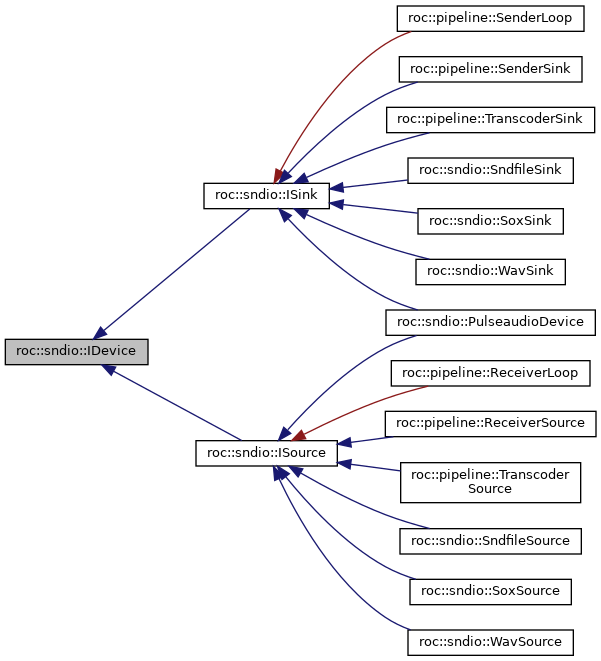 roc::pipeline::SenderLoop
roc::pipeline::SenderSink
roc::pipeline::TranscoderSink
roc::sndio::SndfileSink
roc::sndio::ISink
roc::sndio::SoxSink
roc::sndio::WavSink
roc::sndio::PulseaudioDevice
roc::sndio::IDevice
roc::pipeline::ReceiverLoop
roc::pipeline::ReceiverSource
roc::sndio::ISource
roc::pipeline::Transcoder
Source
roc::sndio::SndfileSource
roc::sndio::SoxSource
roc::sndio::WavSource